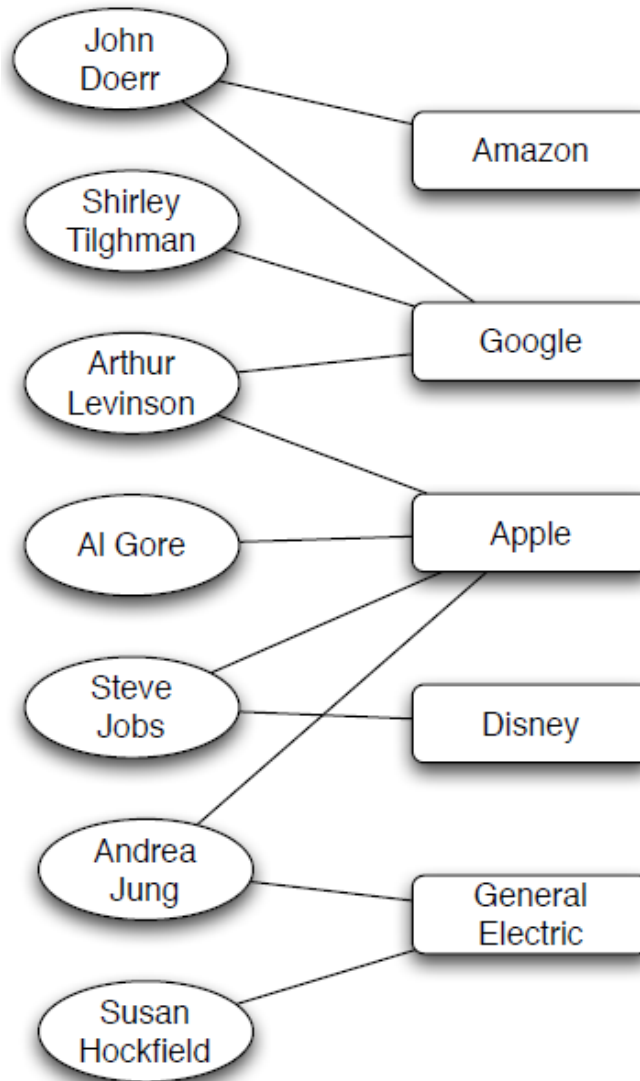 John
Doerr
Amazon
Shirley
Tilghman
Google
Arthur
Levinson
Al Gore
Apple
Steve
Jobs
Disney
Andrea
Jung
General
Electric
Susan
Hockfield